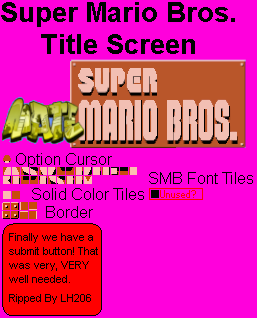 Super Mario Bros.
Title Screen
SUPER
MARIO BROS.
Option Cursor
SMB Font Tiles
Solid Color Tiles
Border
Finally we have a
submit button! That
was very, VERY
well needed.
Ripped By LH206